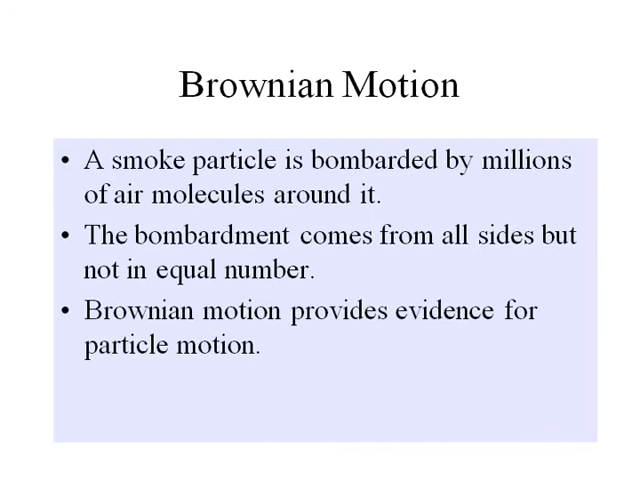 Brownian Motion
• A smoke particle is bombarded by millions
of air molecules around it.
• The bombardment comes from all sides but
not in equal number.
• Brownian motion provides evidence for
particle motion.